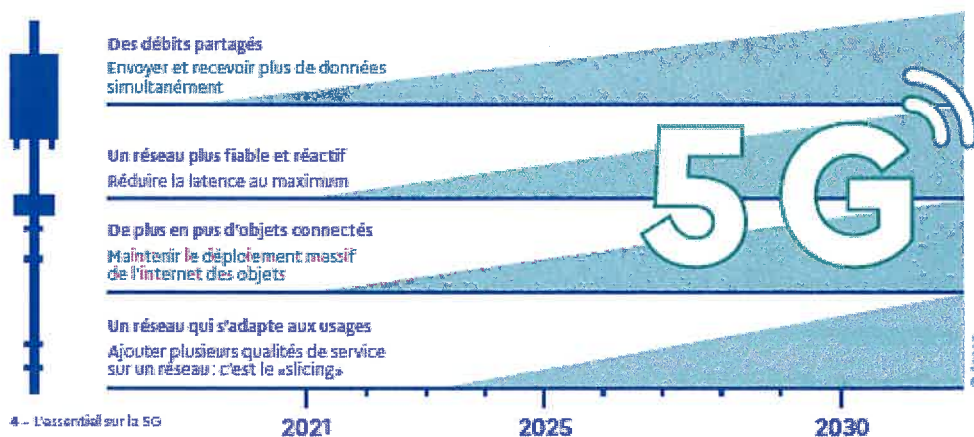 Des débits partagés
Envoyer et recevoir plus de données
simultanément
Un réseau plus fiable et réactif
Réduire la latence au maximum
5G
De plus en pus d'objets connectés
Maintenir le déploiement massif
de l'internet des objets
Un réseau qui s'adapte aux usages
Ajouter plusieurs qualités de service
sur un réseau : c'est le «slicing»
4 – L'essentiel sur la 5G
2021
2025
2030